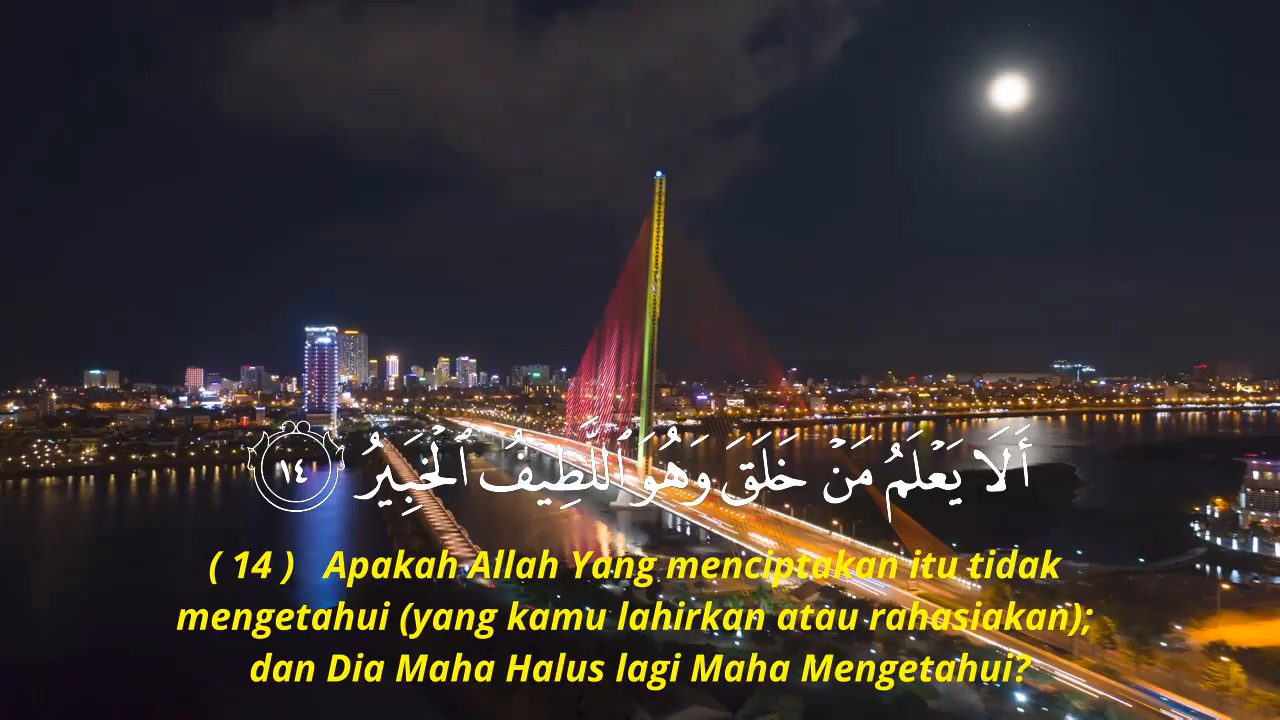 أَلَا يَعْلَمُ مَنْ خَلَقَ وَهُوَ ٱللَّطِيفُ ٱلْخَبِيرُ ١٤
( 14 ) Apakah Allah Yang menciptakan itu tidak
mengetahui (yang kamu lahirkan atau rahasiakan);
dan Dia Maha Halus lagi Maha Mengetahui?